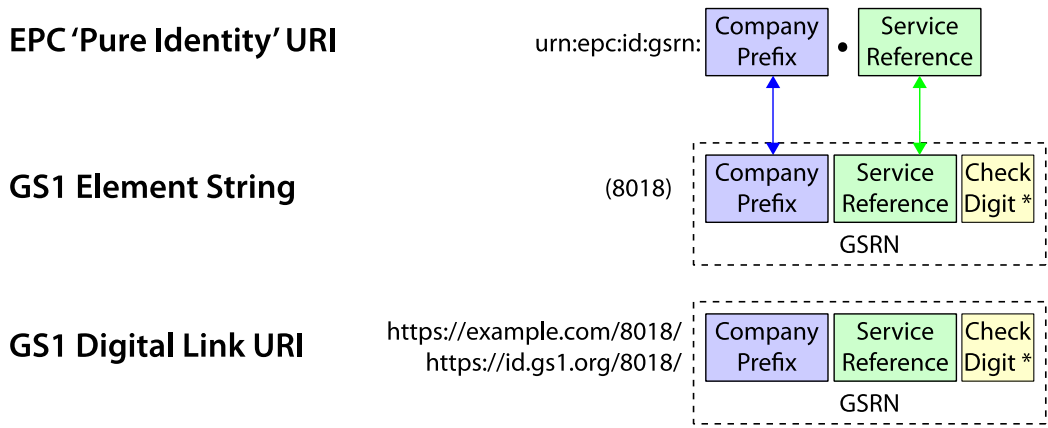 EPC ‘Pure Identity’ URI
urn:epc:id:gsrn:
Company
Prefix
•
Service
Reference
GS1 Element String
(8018)
Company
Prefix
Service
Reference
Check
Digit *
GSRN
GS1 Digital Link URI
https://example.com/8018/
https://id.gs1.org/8018/
Company
Prefix
Service
Reference
Check
Digit *
GSRN